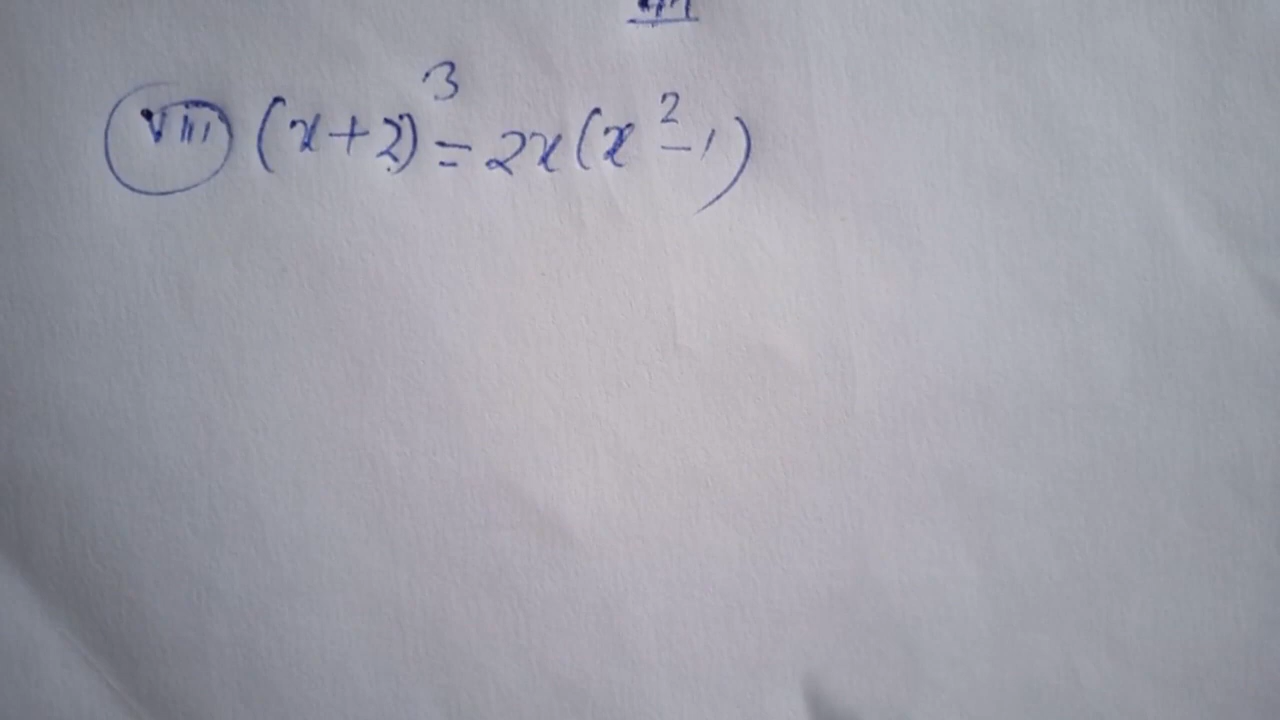 (viii) (x+2)³ = 2x(x² - 1)